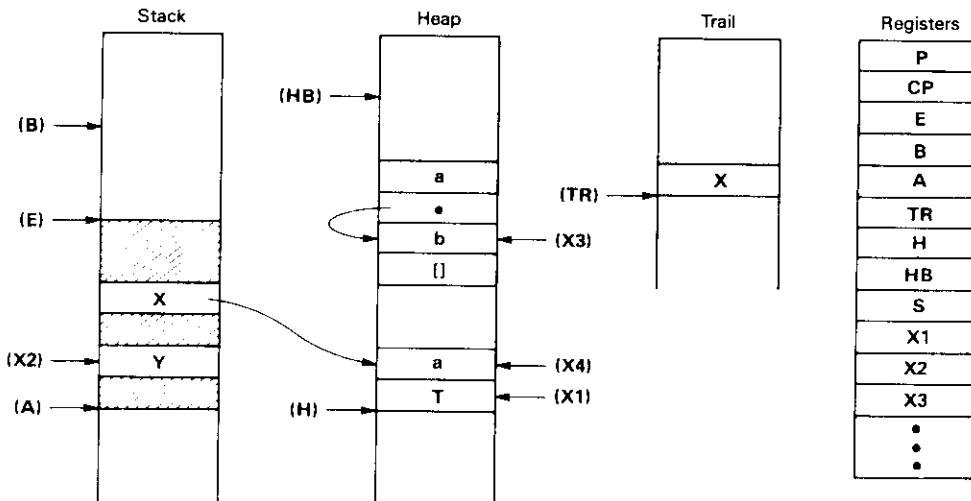 Stack
(B)
(E)
X
(X2)
Y
(A)
Heap
(HB)
a
b
(X3)
[]
a
(X4)
T
(X1)
(H)
Trail
X
(TR)
Registers
P
CP
E
B
A
TR
H
HB
S
X1
X2
X3